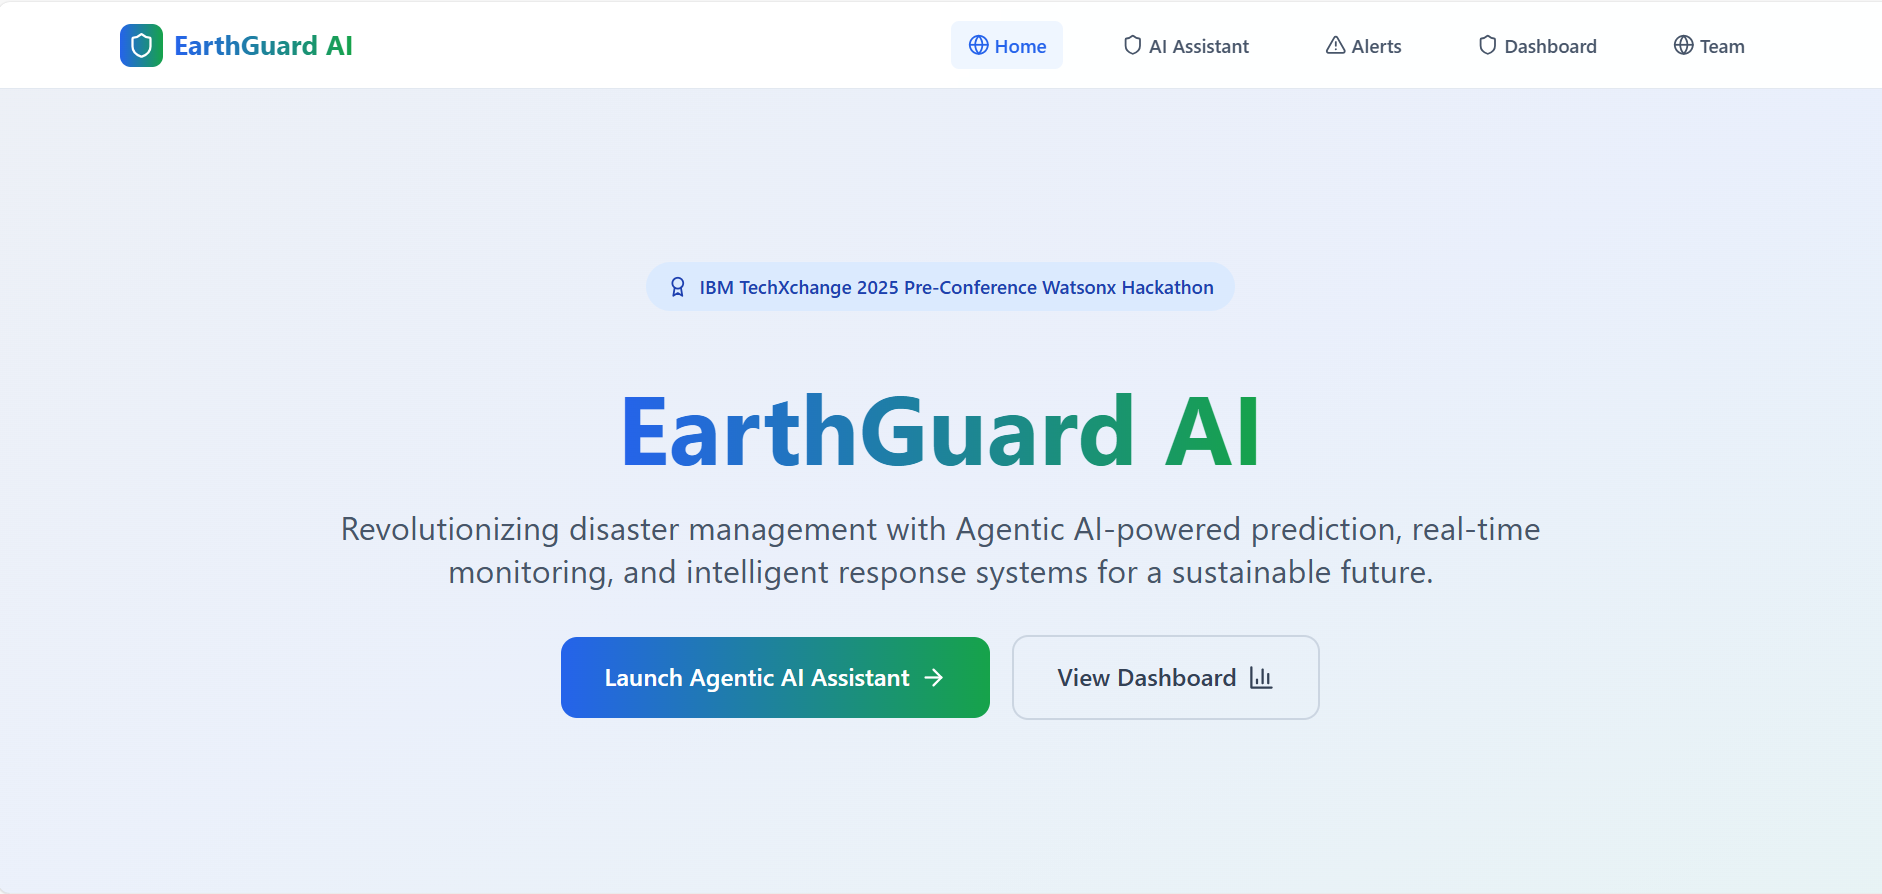 EarthGuard AI
Home
AI Assistant
Alerts
Dashboard
Team
IBM TechXchange 2025 Pre-Conference Watsonx Hackathon
EarthGuard AI
Revolutionizing disaster management with Agentic AI-powered prediction, real-time
monitoring, and intelligent response systems for a sustainable future.
Launch Agentic AI Assistant
View Dashboard